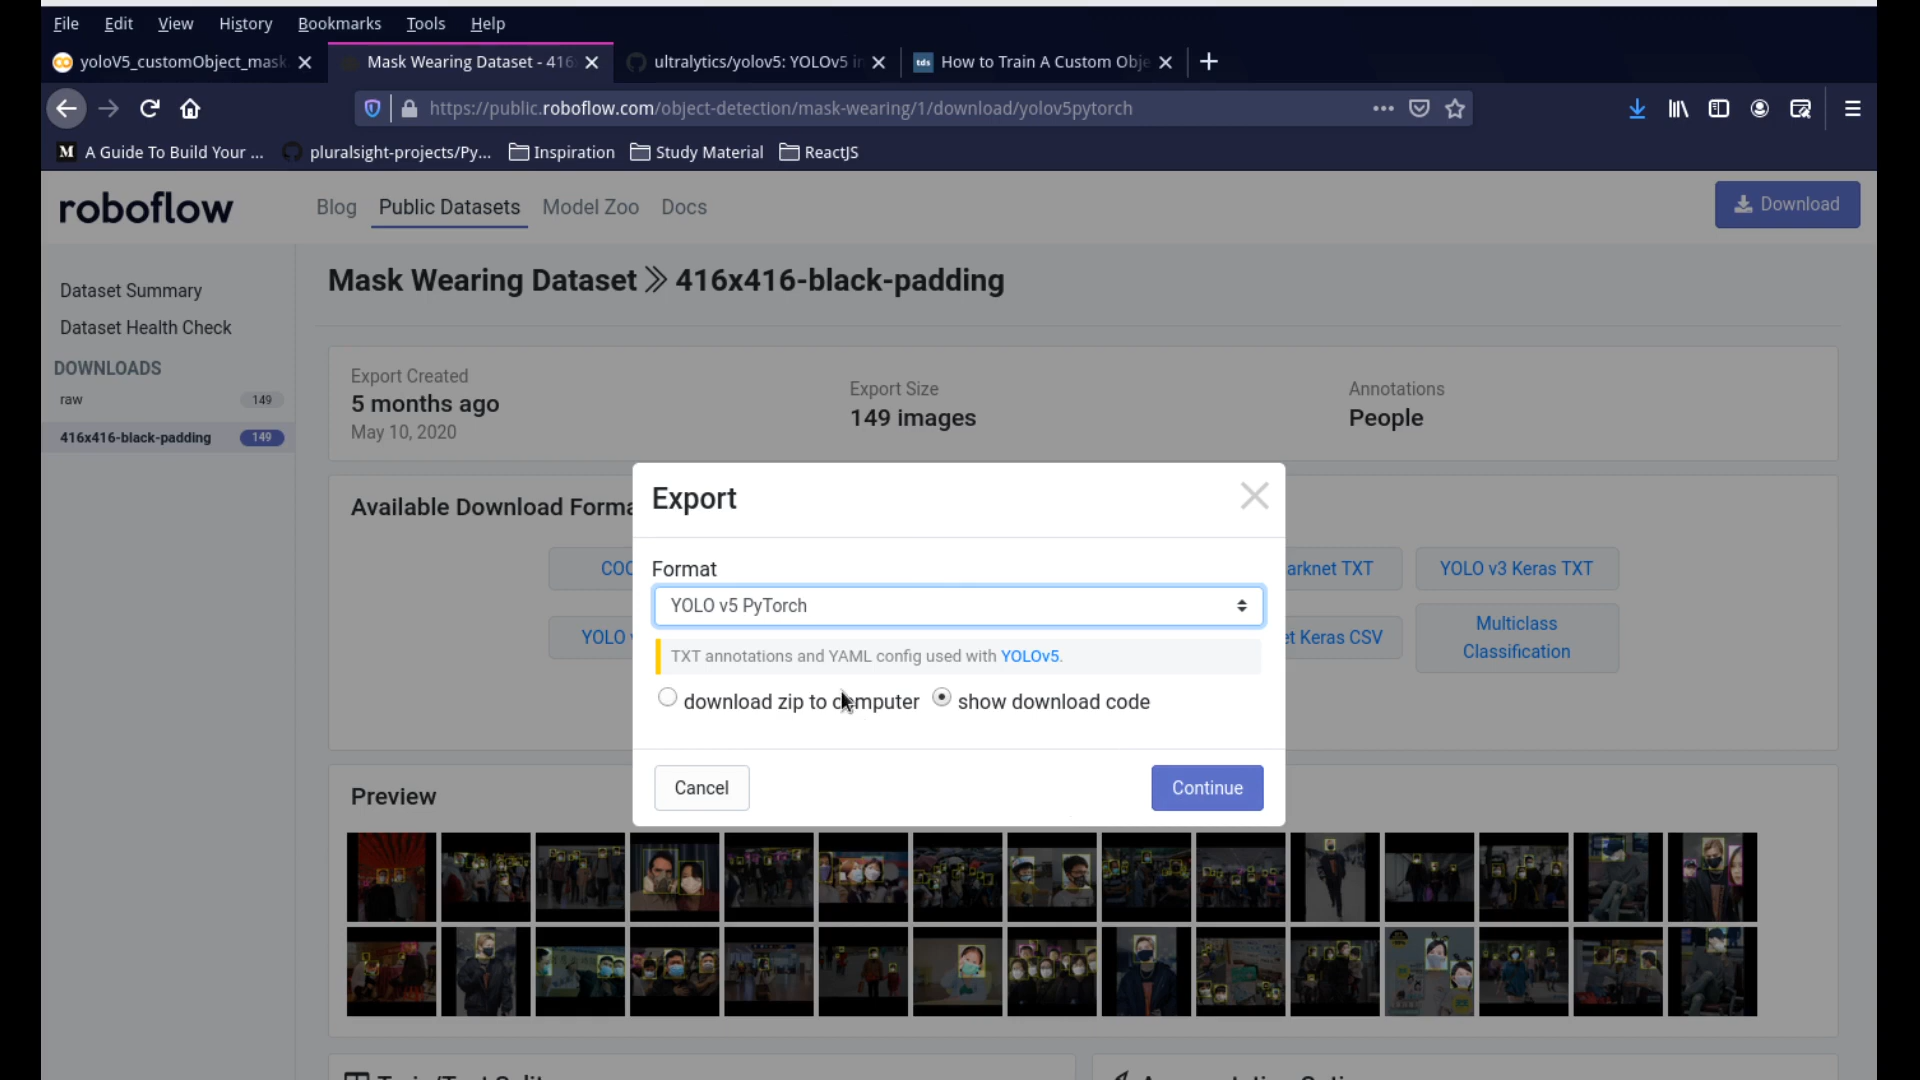 File Edit View History Bookmarks Tools Help
yoloV5_customObject_mask
Mask Wearing Dataset - 416
ultralytics/yolov5: YOLOv5 in
tds How to Train A Custom Obje
https://public.roboflow.com/object-detection/mask-wearing/1/download/yolov5pytorch
M A Guide To Build Your ... pluralsight-projects/Py... Inspiration Study Material ReactJS
roboflow Blog Public Datasets Model Zoo Docs Download
Dataset Summary
Dataset Health Check
DOWNLOADS
raw 149
416x416-black-padding 149
Mask Wearing Dataset >> 416x416-black-padding
Export Created
5 months ago
May 10, 2020
Export Size
149 images
Annotations
People
Available Download Forma
COC
arknet TXT
YOLO v3 Keras TXT
YOLO v
et Keras CSV
Multiclass
Classification
Export
Format
YOLO v5 PyTorch
TXT annotations and YAML config used with YOLOv5.
download zip to computer show download code
Cancel Continue
Preview